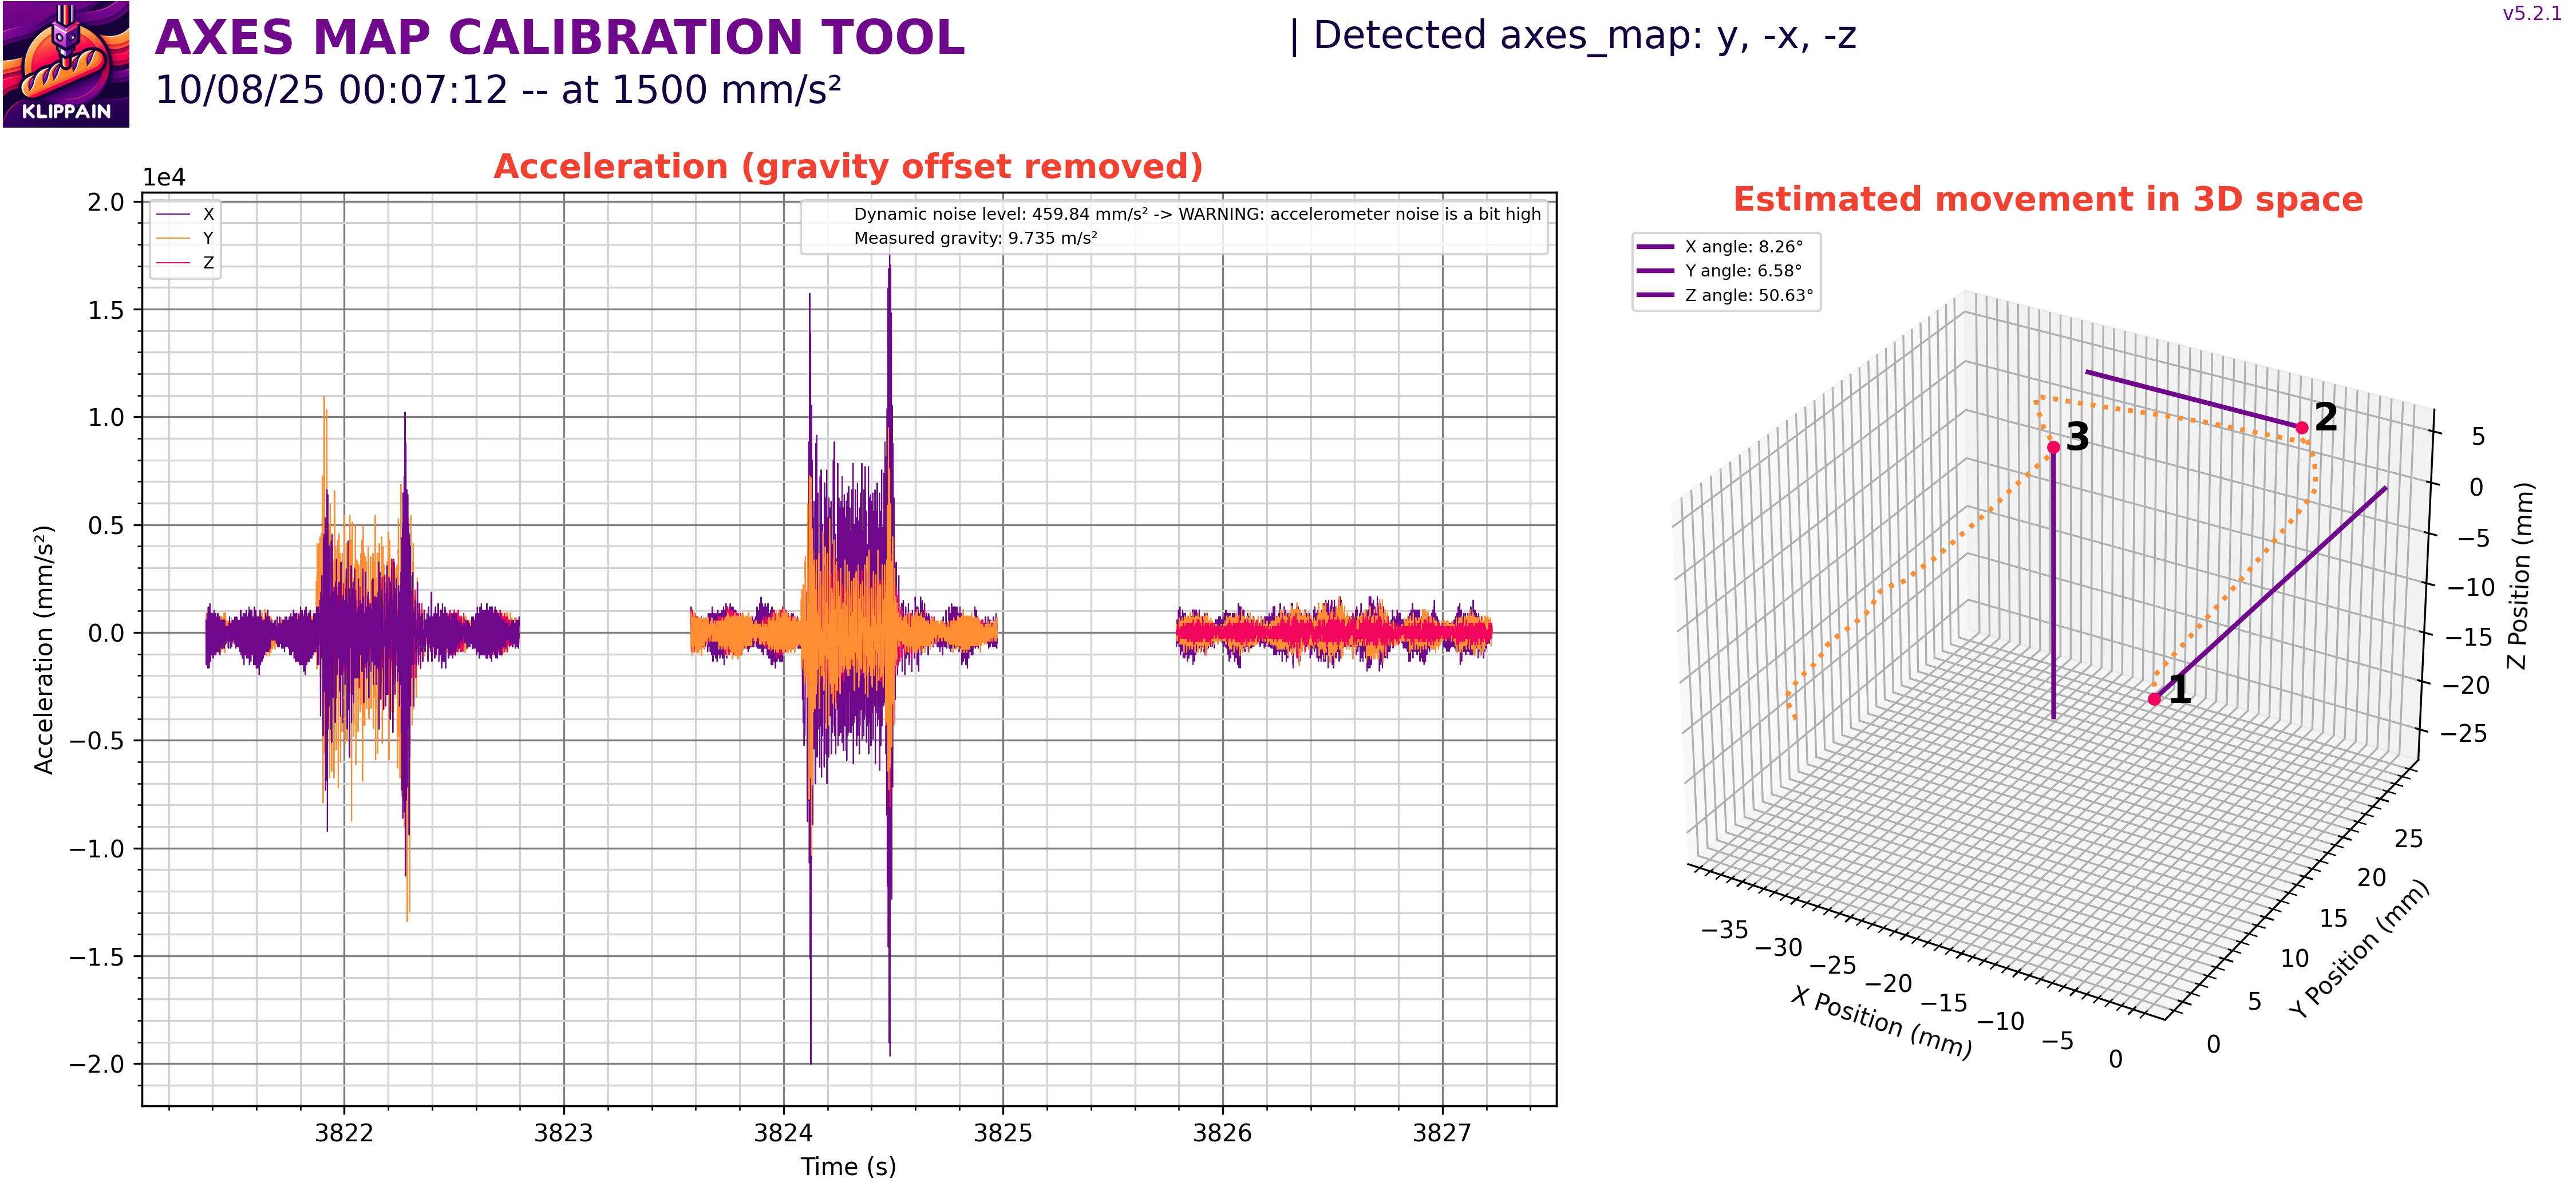 v5.2.1
KLIPPAIN
AXES MAP CALIBRATION TOOL
| Detected axes_map: y, -x, -z
10/08/25 00:07:12 -- at 1500 mm/s²
Acceleration (gravity offset removed)
1e4
X
Y
Z
Dynamic noise level: 459.84 mm/s² -> WARNING: accelerometer noise is a bit high
Measured gravity: 9.735 m/s²
2.0
1.5
1.0
0.5
0.0
−0.5
−1.0
−1.5
−2.0
Acceleration (mm/s²)
3822
3823
3824
3825
3826
3827
Time (s)
Estimated movement in 3D space
X angle: 8.26°
Y angle: 6.58°
Z angle: 50.63°
2
3
1
5
0
−5
−10
−15
−20
−25
Z Position (mm)
25
20
15
10
5
0
Y Position (mm)
−35
−30
−25
−20
−15
−10
−5
0
X Position (mm)